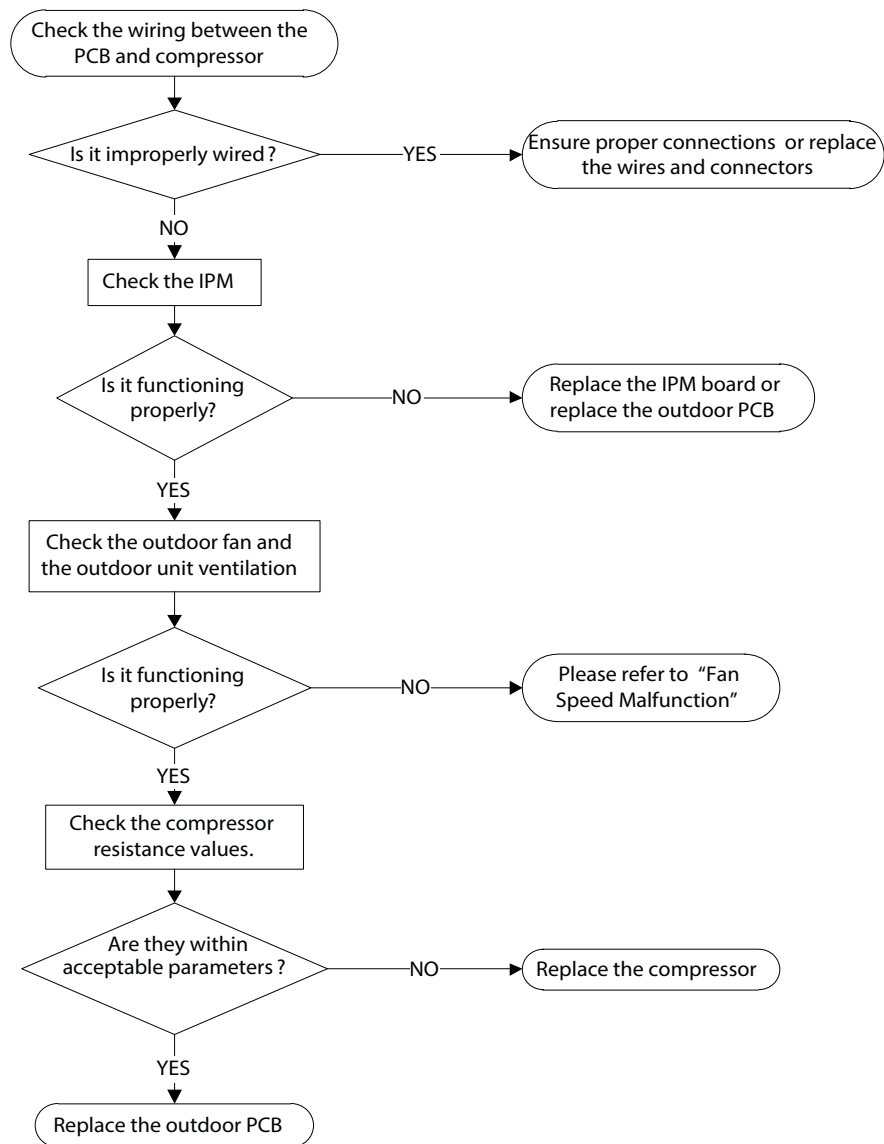 Check the wiring between the
PCB and compressor
Is it improperly wired ?
YES
Ensure proper connections or replace
the wires and connectors
NO
Check the IPM
Is it functioning
properly?
NO
Replace the IPM board or
replace the outdoor PCB
YES
Check the outdoor fan and
the outdoor unit ventilation
Is it functioning
properly?
NO
Please refer to “Fan
Speed Malfunction”
YES
Check the compressor
resistance values.
Are they within
acceptable parameters ?
NO
Replace the compressor
YES
Replace the outdoor PCB